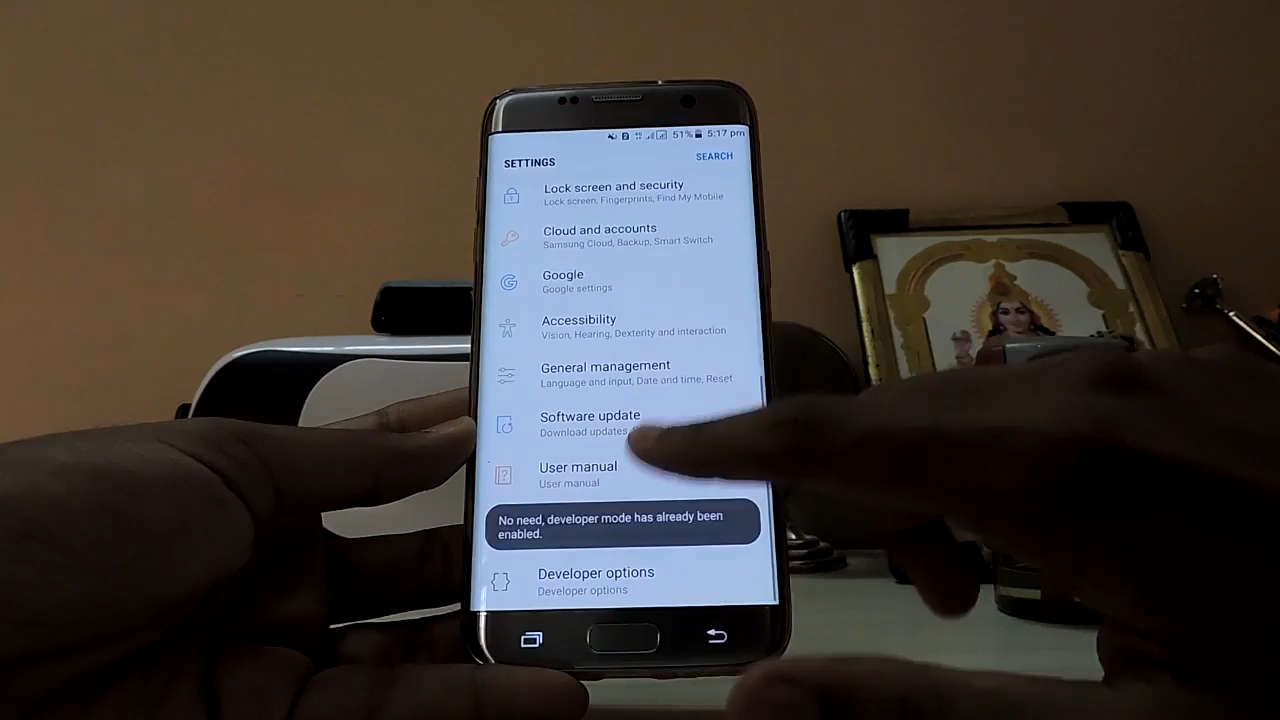 51% 5:17 pm
SETTINGS
SEARCH
Lock screen and security
Lock screen, Fingerprints, Find My Mobile
Cloud and accounts
Samsung Cloud, Backup, Smart Switch
Google
Google settings
Accessibility
Vision, Hearing, Dexterity and interaction
General management
Language and input, Date and time, Reset
Software update
Download updates
User manual
User manual
No need, developer mode has already been
enabled.
Developer options
Developer options